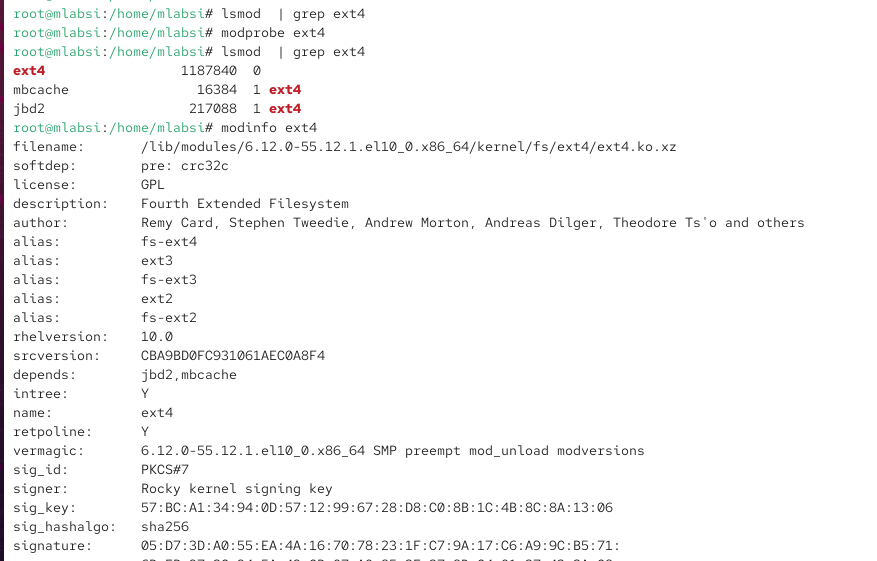 root@mlabsi:/home/mlabsi# lsmod  | grep ext4
root@mlabsi:/home/mlabsi# modprobe ext4
root@mlabsi:/home/mlabsi# lsmod  | grep ext4
ext4                 1187840  0
mbcache                16384  1 ext4
jbd2                  217088  1 ext4
root@mlabsi:/home/mlabsi# modinfo ext4
filename:       /lib/modules/6.12.0-55.12.1.el10_0.x86_64/kernel/fs/ext4/ext4.ko.xz
softdep:        pre: crc32c
license:        GPL
description:    Fourth Extended Filesystem
author:         Remy Card, Stephen Tweedie, Andrew Morton, Andreas Dilger, Theodore Ts'o and others
alias:          fs-ext4
alias:          ext3
alias:          fs-ext3
alias:          ext2
alias:          fs-ext2
rhelversion:    10.0
srcversion:     CBA9BD0FC931061AEC0A8F4
depends:        jbd2,mbcache
intree:         Y
name:           ext4
retpoline:      Y
vermagic:       6.12.0-55.12.1.el10_0.x86_64 SMP preempt mod_unload modversions
sig_id:         PKCS#7
signer:         Rocky kernel signing key
sig_key:        57:BC:A1:34:94:0D:57:12:99:67:28:D8:C0:8B:1C:4B:8C:8A:13:06
sig_hashalgo:   sha256
signature:      05:D7:3D:A0:55:EA:4A:16:70:78:23:1F:C7:9A:17:C6:A9:9C:B5:71: